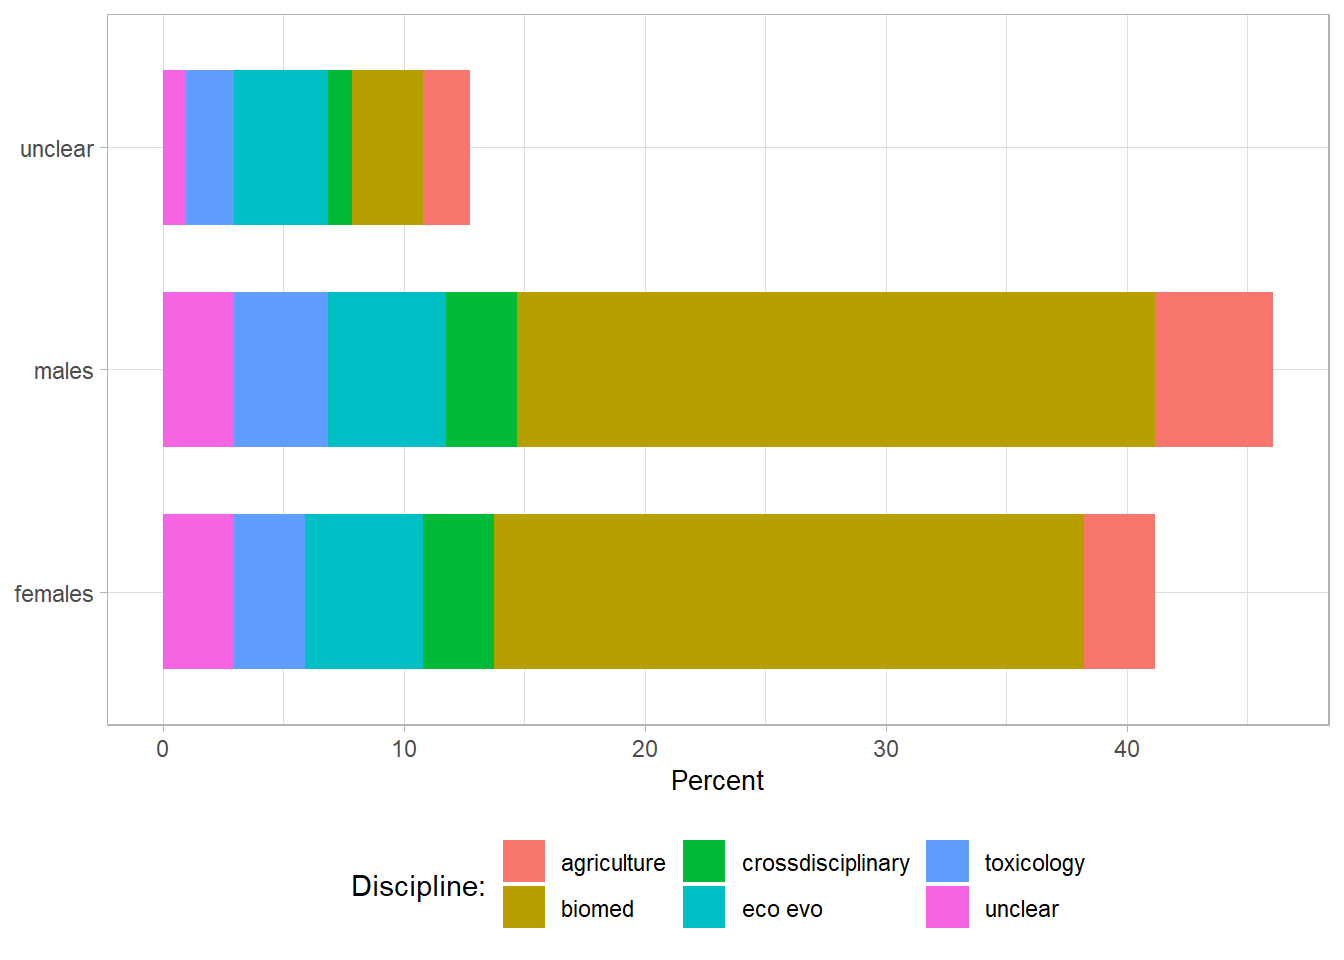 unclear
males
females
0 10 20 30 40
Percent
Discipline:
agriculture crossdisciplinary toxicology
biomed eco evo unclear